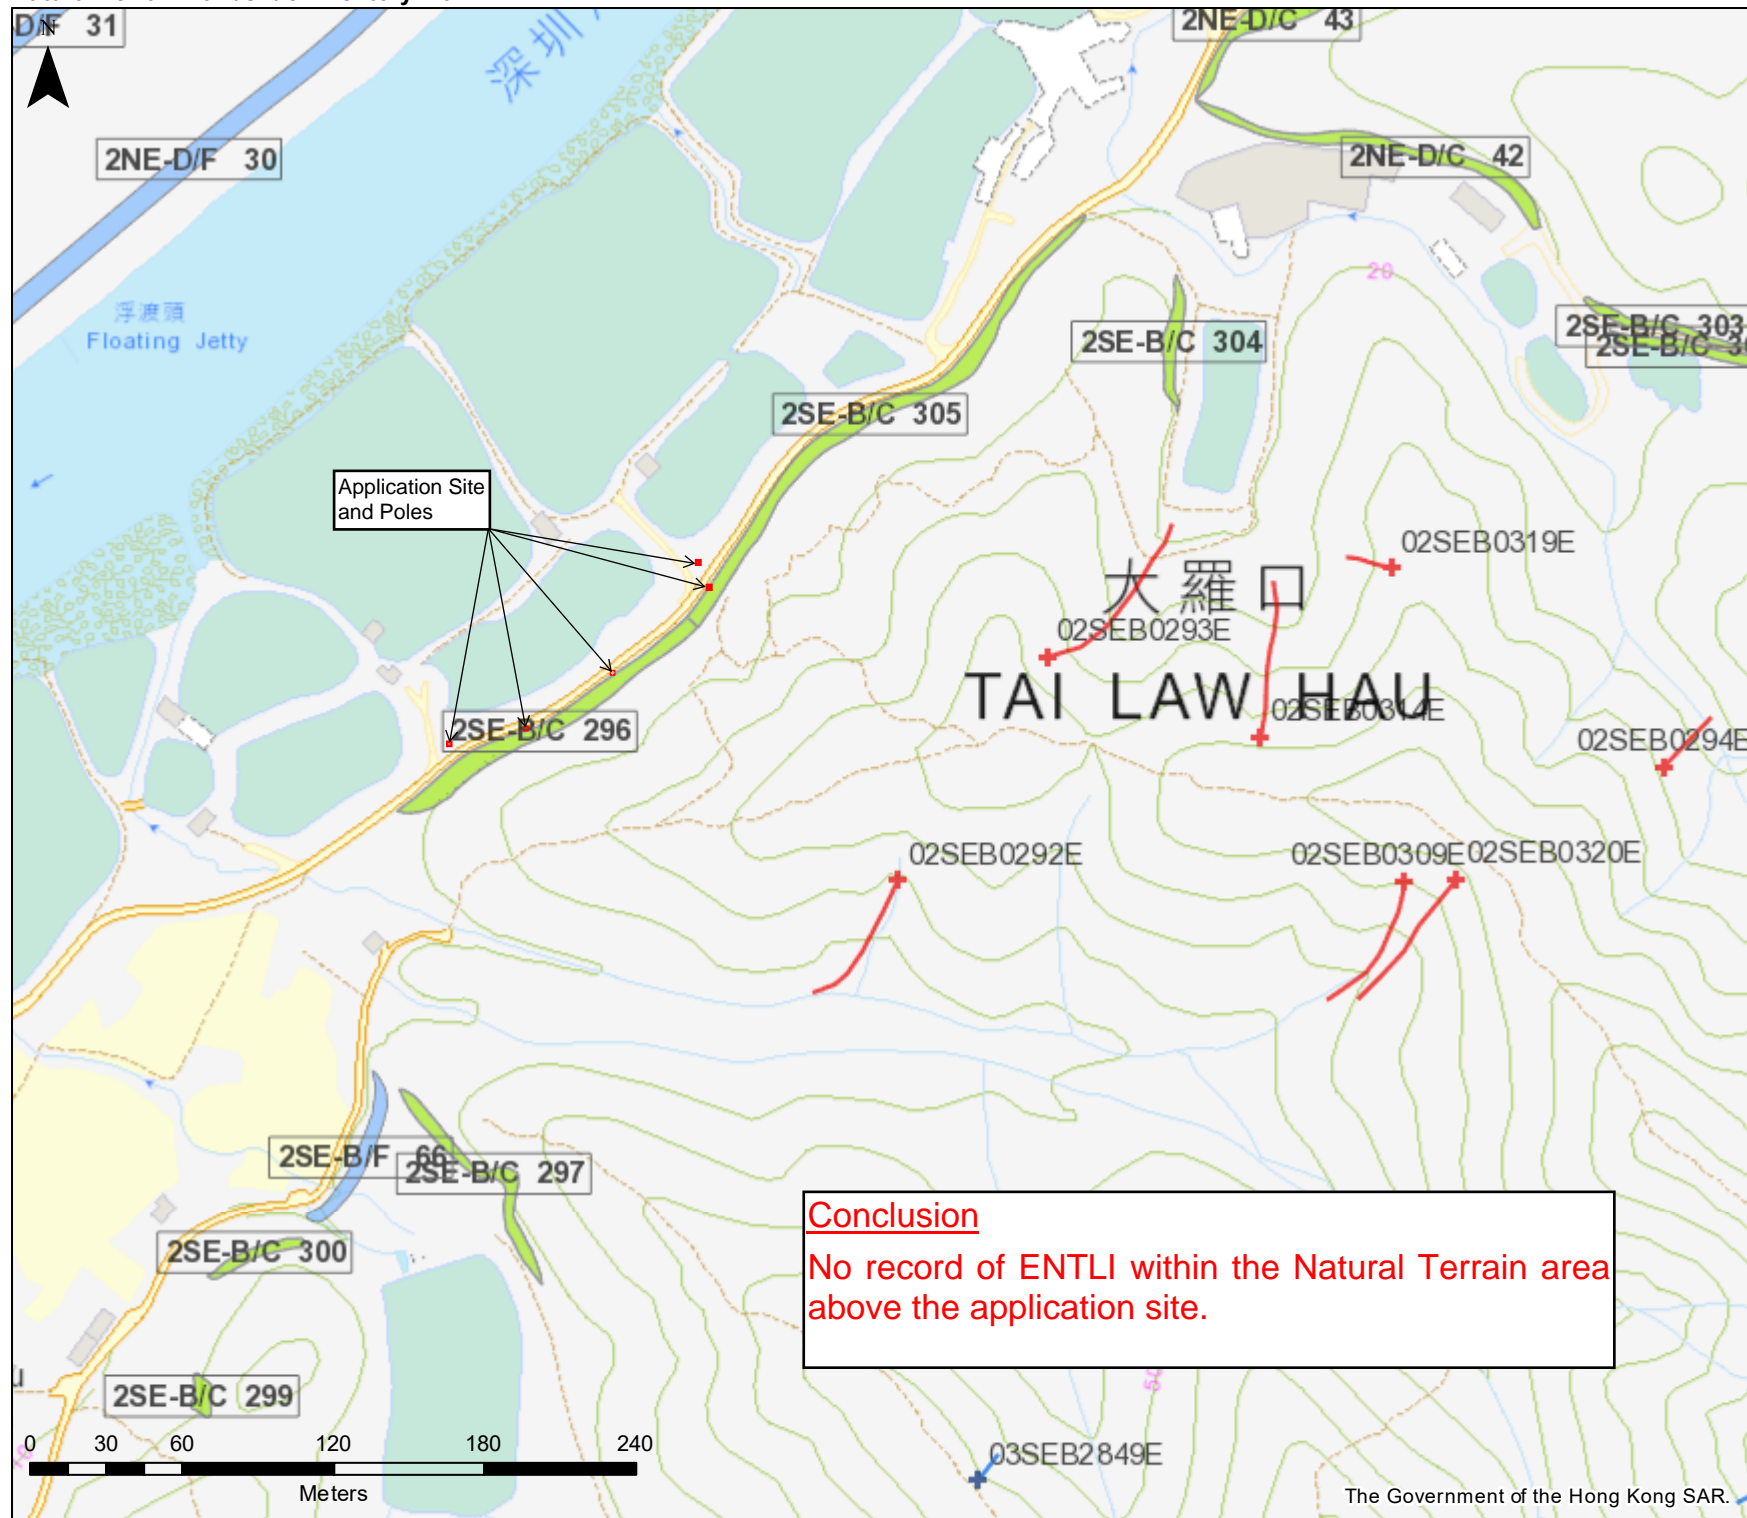 D/F 31
N
深圳
2NE-D/C 43
2NE-D/F 30
2NE-D/C 42
20
浮渡頭
Floating Jetty
2SE-B/C 304
2SE-B/C 303
2SE-B/C
2SE-B/C 305
Application Site
and Poles
02SEB0319E
大羅口
02SEB0293E
TAI LAW HAU
02SEB0314E
2SE-B/C 296
02SEB0294E
02SEB0292E
02SEB0309E
02SEB0320E
2SE-B/F 66
2SE-B/C 297
Conclusion
No record of ENTLI within the Natural Terrain area
above the application site.
2SE-B/C 300
50
2SE-B/C 299
0 30 60 120 180 240
Meters
03SEB2849E
The Government of the Hong Kong SAR.